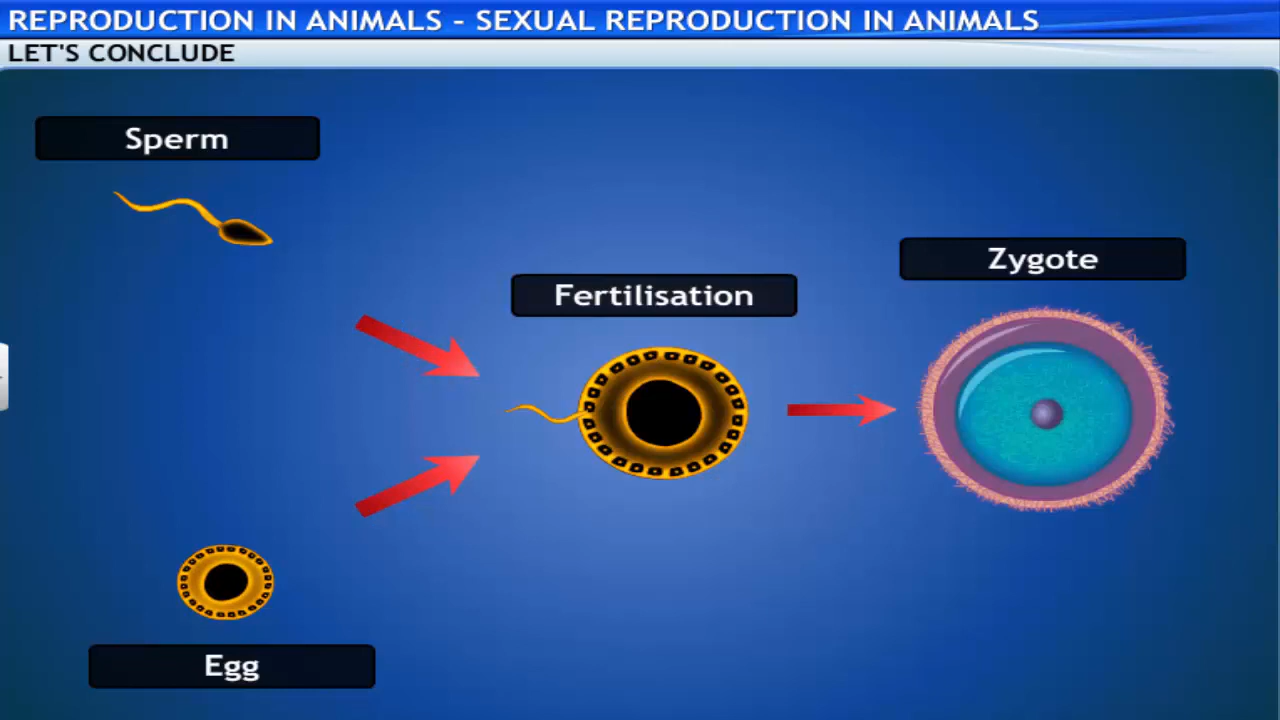 REPRODUCTION IN ANIMALS - SEXUAL REPRODUCTION IN ANIMALS
LET'S CONCLUDE
Sperm
Fertilisation
Zygote
Egg